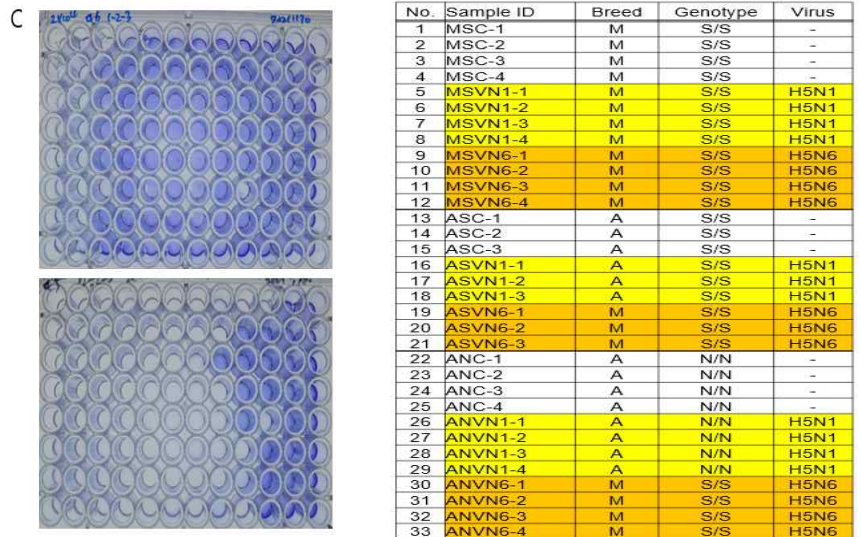 C
No. Sample ID Breed Genotype Virus
1 MSC-1 M S/S -
2 MSC-2 M S/S -
3 MSC-3 M S/S -
4 MSC-4 M S/S -
5 MSVN1-1 M S/S H5N1
6 MSVN1-2 M S/S H5N1
7 MSVN1-3 M S/S H5N1
8 MSVN1-4 M S/S H5N1
9 MSVN6-1 M S/S H5N6
10 MSVN6-2 M S/S H5N6
11 MSVN6-3 M S/S H5N6
12 MSVN6-4 M S/S H5N6
13 ASC-1 A S/S -
14 ASC-2 A S/S -
15 ASC-3 A S/S -
16 ASVN1-1 A S/S H5N1
17 ASVN1-2 A S/S H5N1
18 ASVN1-3 A S/S H5N1
19 ASVN6-1 M S/S H5N6
20 ASVN6-2 M S/S H5N6
21 ASVN6-3 M S/S H5N6
22 ANC-1 A N/N -
23 ANC-2 A N/N -
24 ANC-3 A N/N -
25 ANC-4 A N/N -
26 ANVN1-1 A N/N H5N1
27 ANVN1-2 A N/N H5N1
28 ANVN1-3 A N/N H5N1
29 ANVN1-4 A N/N H5N1
30 ANVN6-1 M S/S H5N6
31 ANVN6-2 M S/S H5N6
32 ANVN6-3 M S/S H5N6
33 ANVN6-4 M S/S H5N6